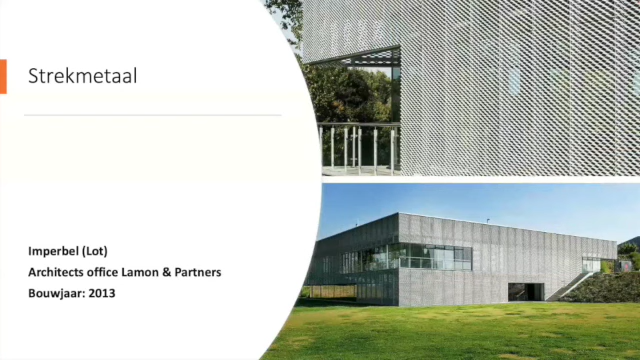 Strekmetaal
Imperbel (Lot)
Architects office Lamon & Partners
Bouwjaar: 2013